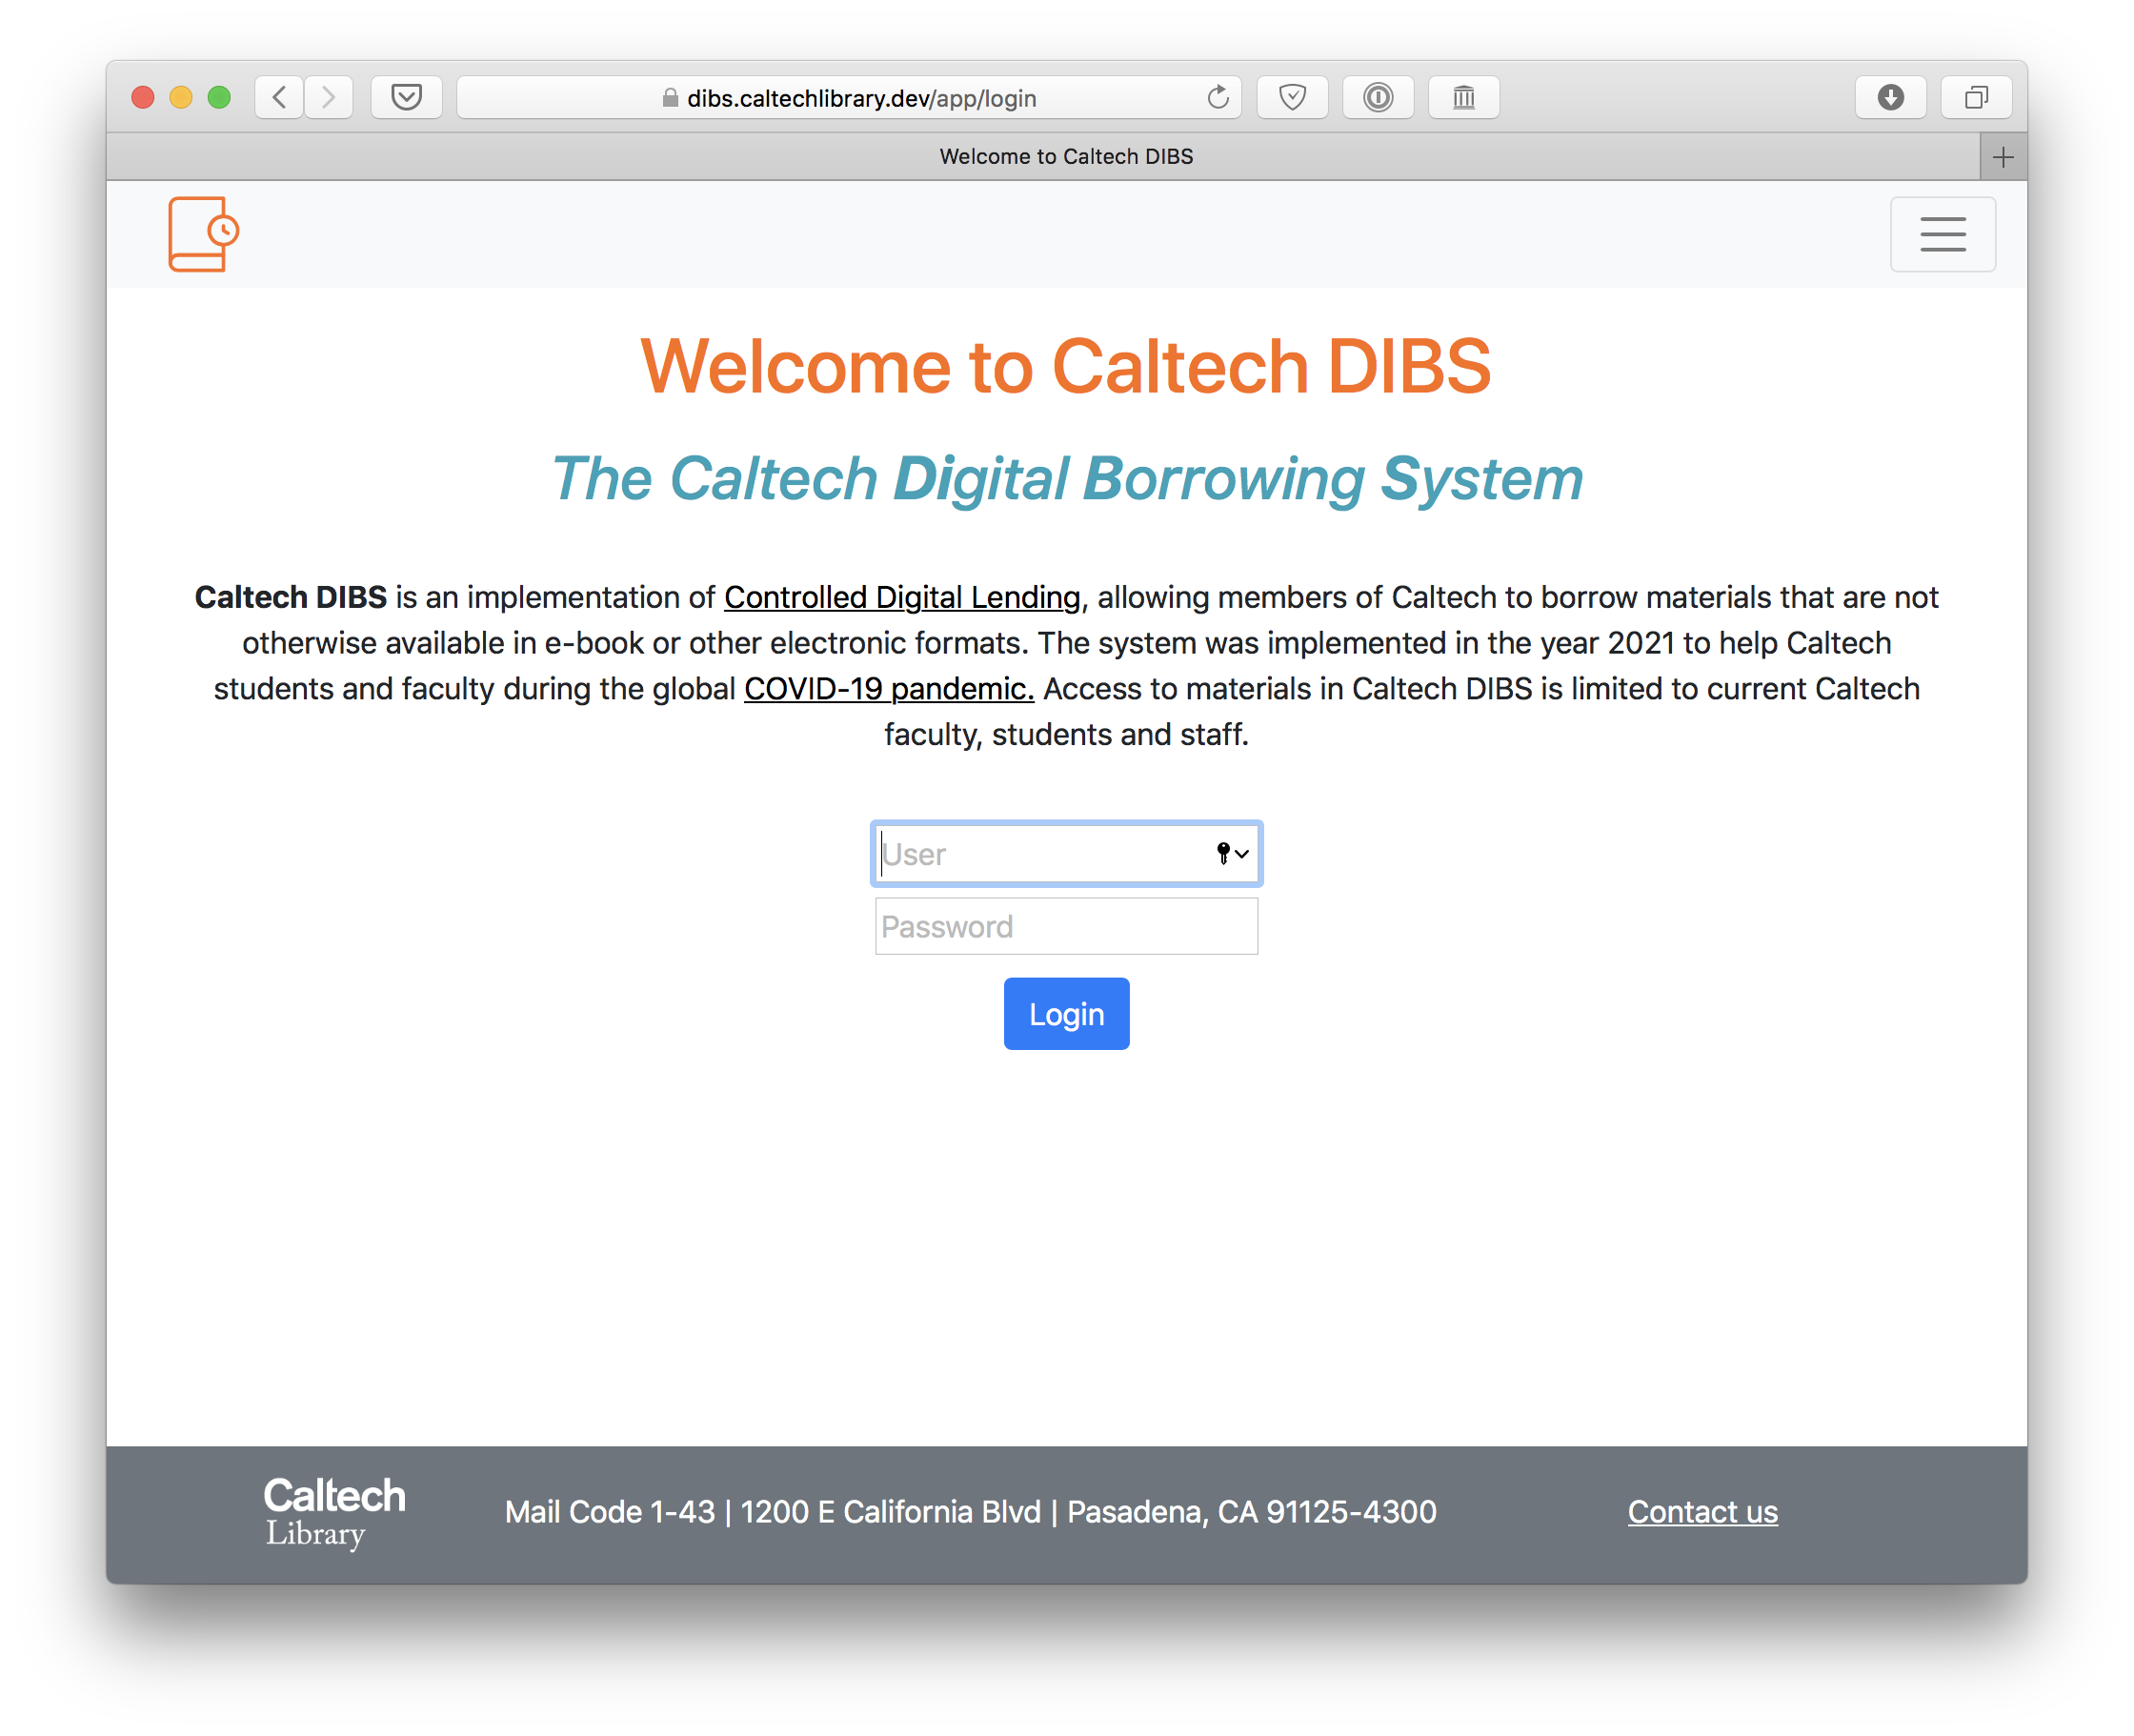 dibs.caltechlibrary.dev/app/login
Welcome to Caltech DIBS
Welcome to Caltech DIBS
The Caltech Digital Borrowing System
Caltech DIBS is an implementation of Controlled Digital Lending, allowing members of Caltech to borrow materials that are not
otherwise available in e-book or other electronic formats. The system was implemented in the year 2021 to help Caltech
students and faculty during the global COVID-19 pandemic. Access to materials in Caltech DIBS is limited to current Caltech
faculty, students and staff.
User
Password
Login
Caltech
Library
Mail Code 1-43 | 1200 E California Blvd | Pasadena, CA 91125-4300
Contact us